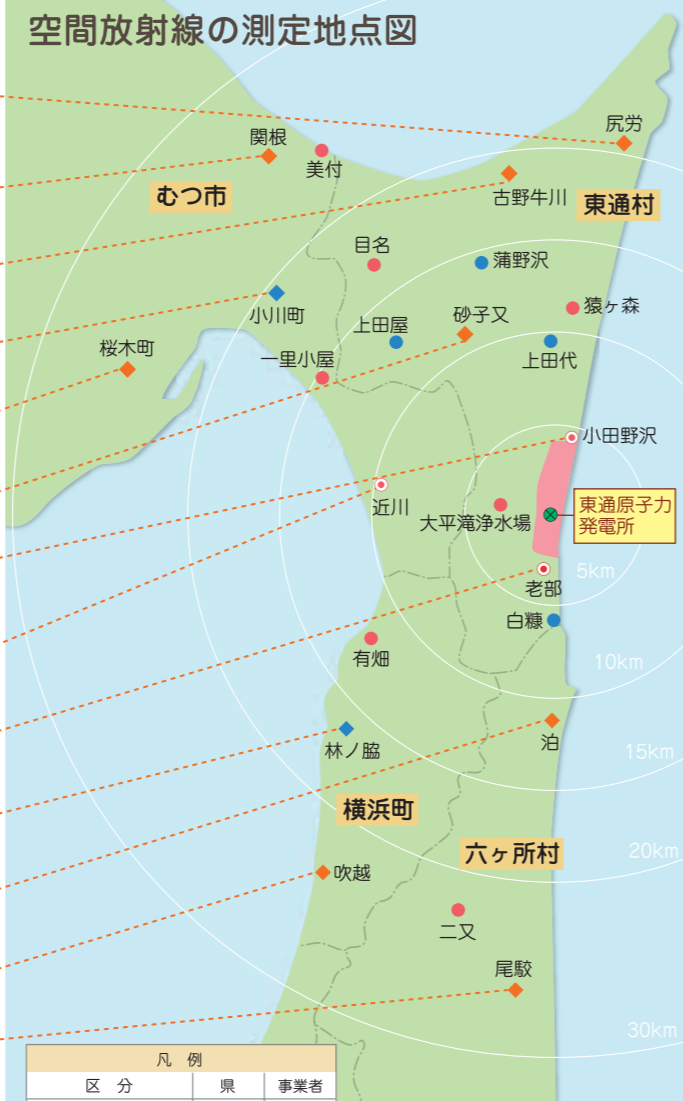 空間放射線の測定地点図
尻労
関根
美付
古野牛川
むつ市
東通村
目名
蒲野沢
小川町
猿ヶ森
砂子又
上田屋
桜木町
上田代
一里小屋
小田野沢
近川
大平滝浄水場
東通原子力
発電所
5km
老部
白糠
有畑
10km
泊
林ノ脇
15km
横浜町
六ヶ所村
20km
吹越
二又
尾駮
30km
凡 例
区 分 県 事業者